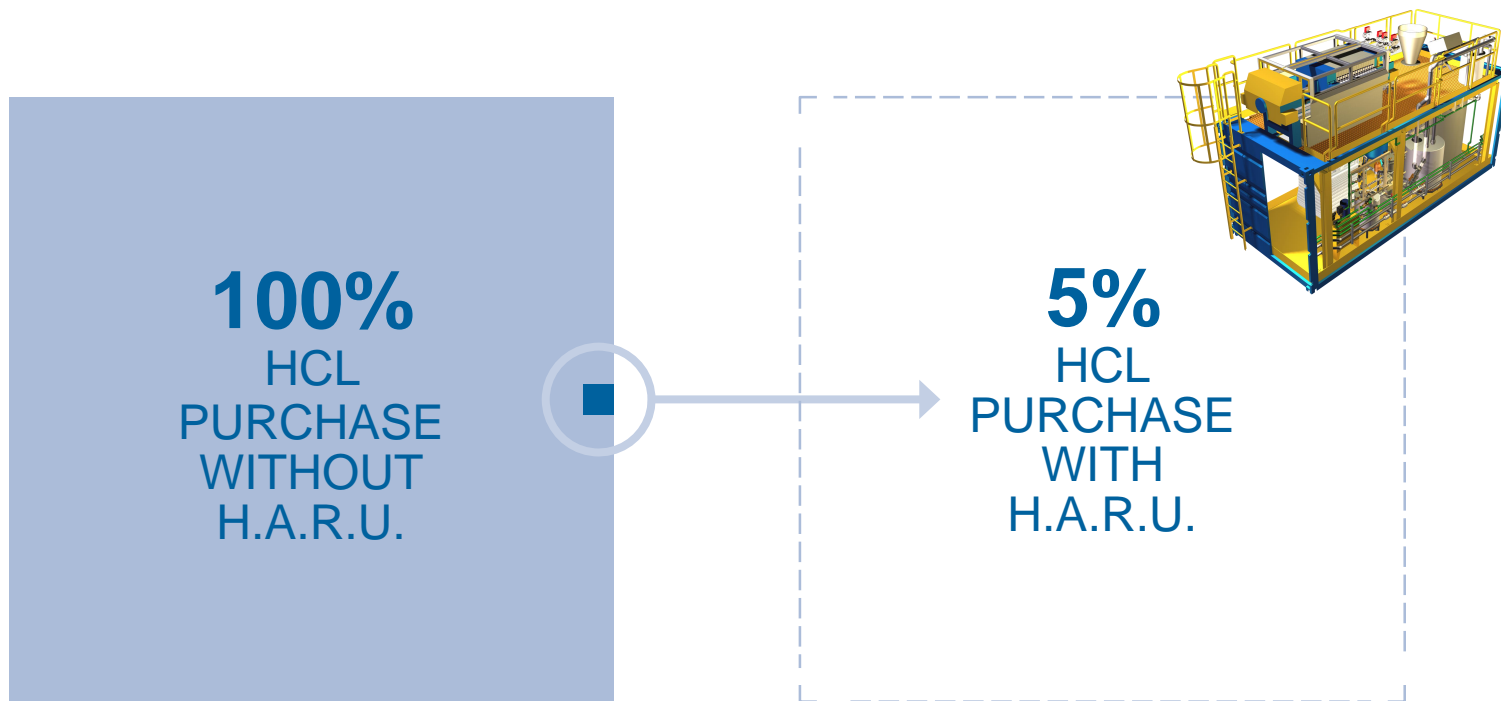 100%
HCL
PURCHASE
WITHOUT
H.A.R.U.
5%
HCL
PURCHASE
WITH
H.A.R.U.